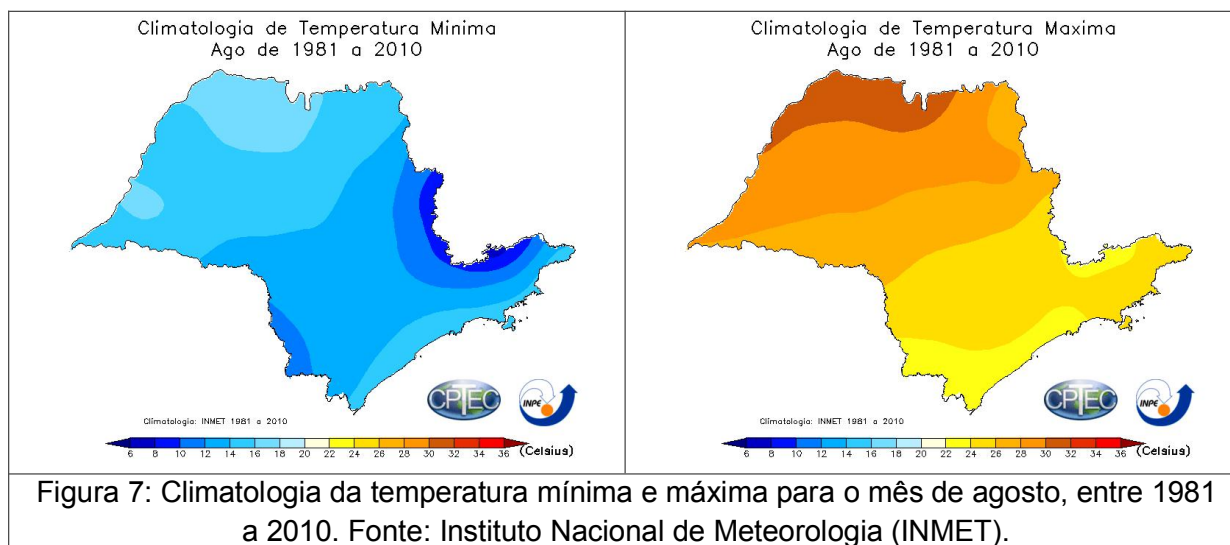 Climatologia de Temperatura Minima
Ago de 1981 a 2010
CPTEC
INPE
Climatologia: INMET 1981 a 2010
6 8 10 12 14 16 18 20 22 24 26 28 30 32 34 36 (Celsius)
Climatologia de Temperatura Maxima
Ago de 1981 a 2010
CPTEC
INPE
Climatologia: INMET 1981 a 2010
6 8 10 12 14 16 18 20 22 24 26 28 30 32 34 36 (Celsius)
Figura 7: Climatologia da temperatura mínima e máxima para o mês de agosto, entre 1981
a 2010. Fonte: Instituto Nacional de Meteorologia (INMET).